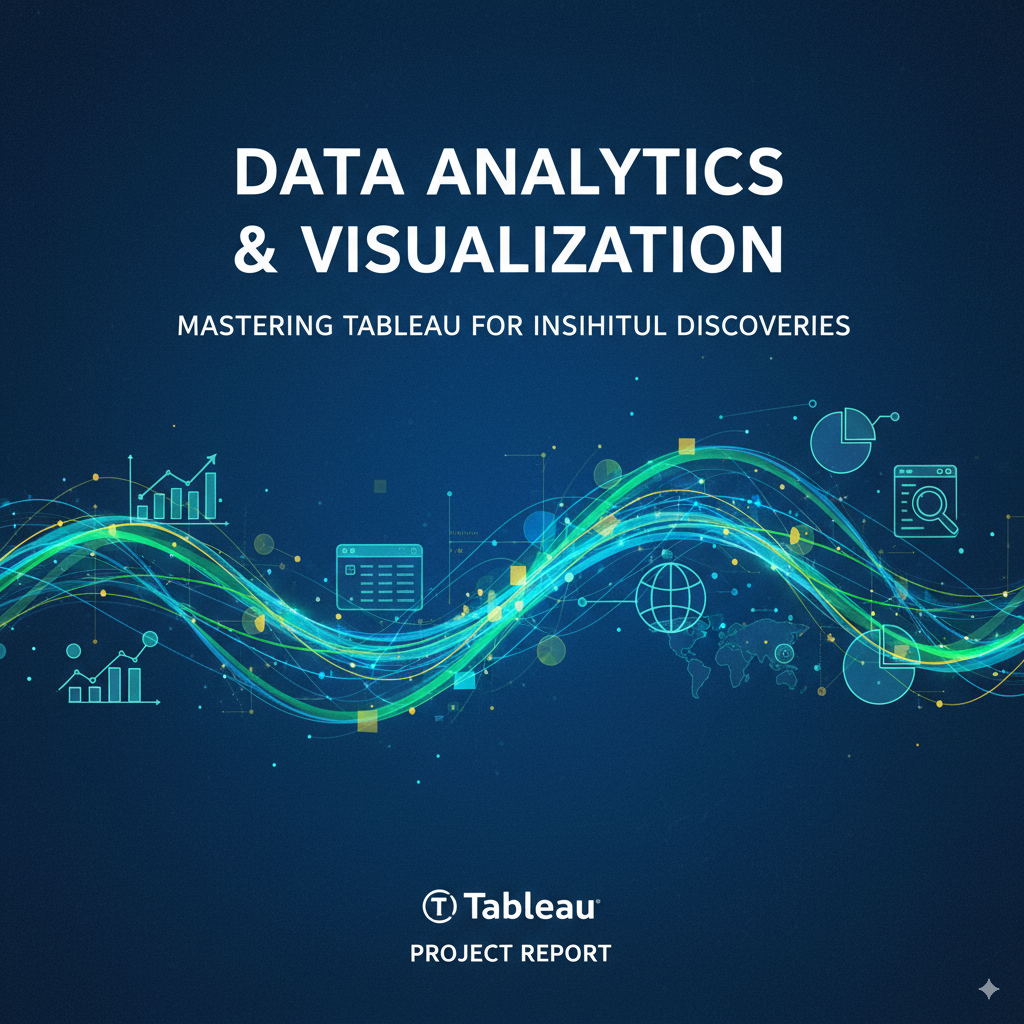 DATA ANALYTICS
& VISUALIZATION
MASTERING TABLEAU FOR INSIHITUL DISCOVERIES
Tableau
PROJECT REPORT